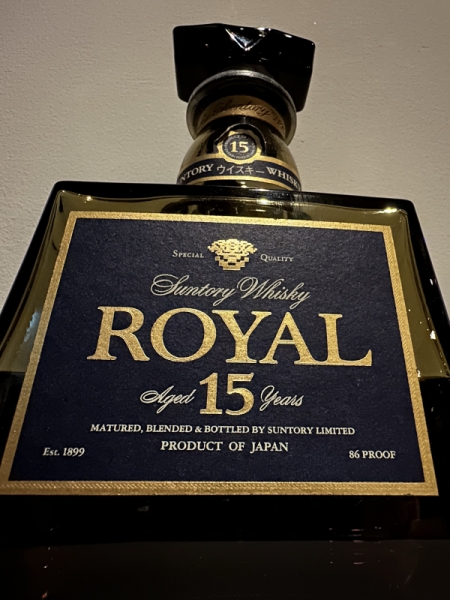 Suntory
15
SUNTORY ウイスキー WHISKY
SPECIAL QUALITY
Suntory Whisky
ROYAL
Aged 15 Years
MATURED, BLENDED & BOTTLED BY SUNTORY LIMITED
PRODUCT OF JAPAN
Est. 1899 86 PROOF